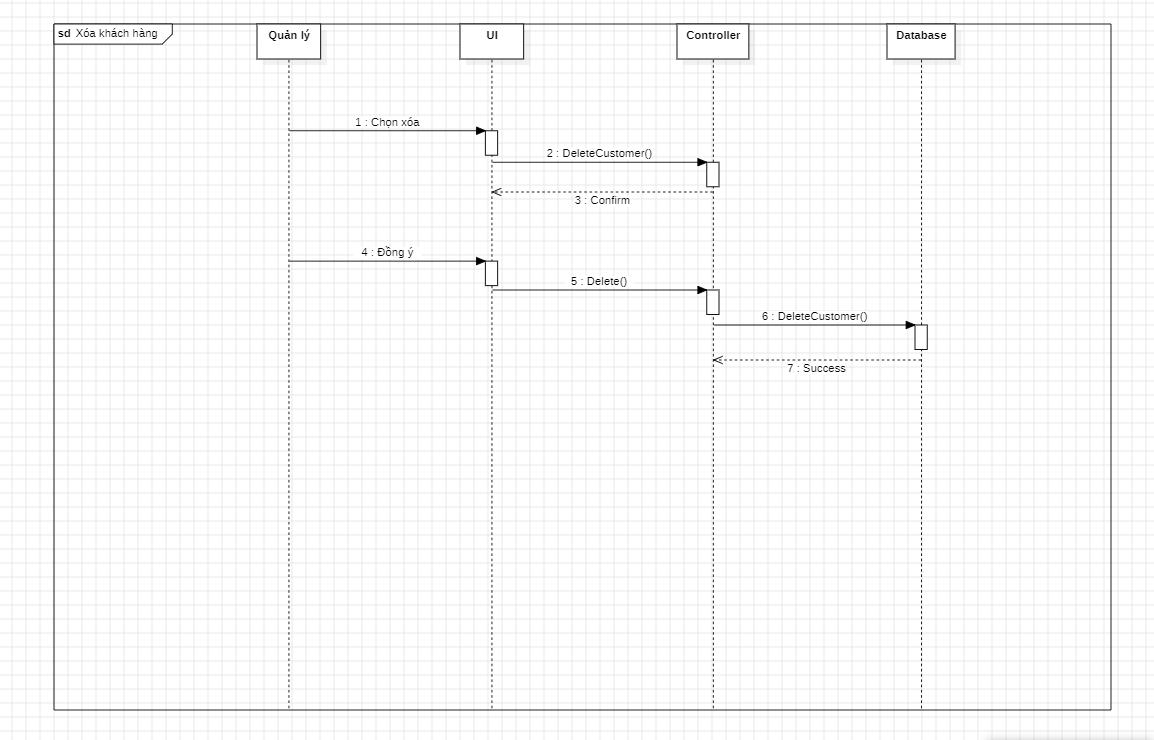 sd Xóa khách hàng
Quản lý
UI
Controller
Database
1 : Chọn xóa
2 : DeleteCustomer()
3 : Confirm
4 : Đồng ý
5 : Delete()
6 : DeleteCustomer()
7 : Success